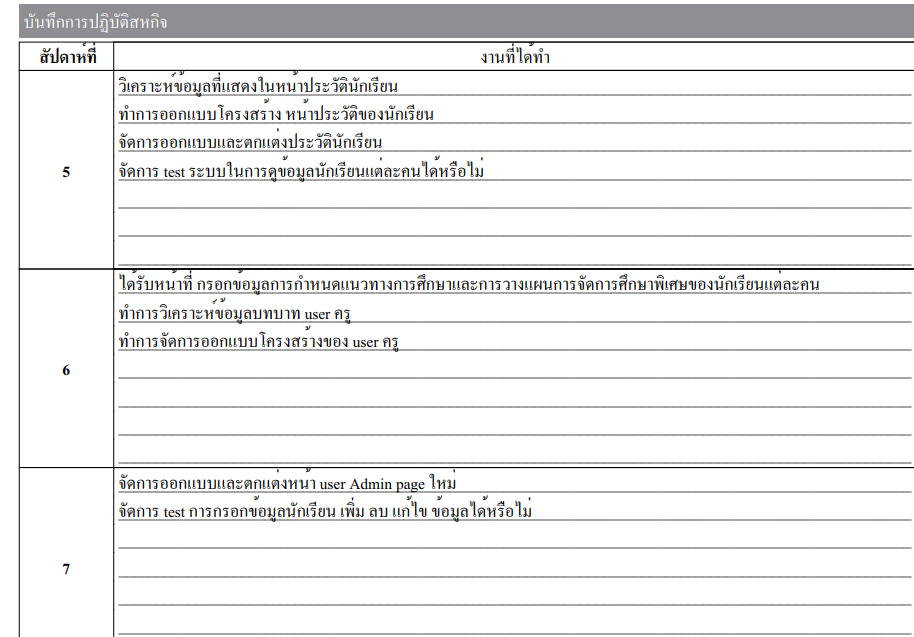 บันทึกการปฏิบัติสหกิจ
สัปดาห์ที่ งานที่ได้ทำ
5
วิเคราะห์ข้อมูลที่แสดงในหน้าประวัตินักเรียน
ทำการออกแบบโครงสร้าง หน้าประวัติของนักเรียน
จัดการออกแบบและตกแต่งประวัตินักเรียน
จัดการ test ระบบในการดูข้อมูลนักเรียนแต่ละคนได้หรือไม่
6
ได้รับหน้าที่ กรอกข้อมูลการกำหนดแนวทางการศึกษาและการวางแผนการจัดการศึกษาพิเศษของนักเรียนแต่ละคน
ทำการวิเคราะห์ข้อมูลบทบาท user ครู
ทำการจัดการออกแบบโครงสร้างของ user ครู
7
จัดการออกแบบและตกแต่งหน้า user Admin page ใหม่
จัดการ test การกรอกข้อมูลนักเรียน เพิ่ม ลบ แก้ไข ข้อมูลได้หรือไม่